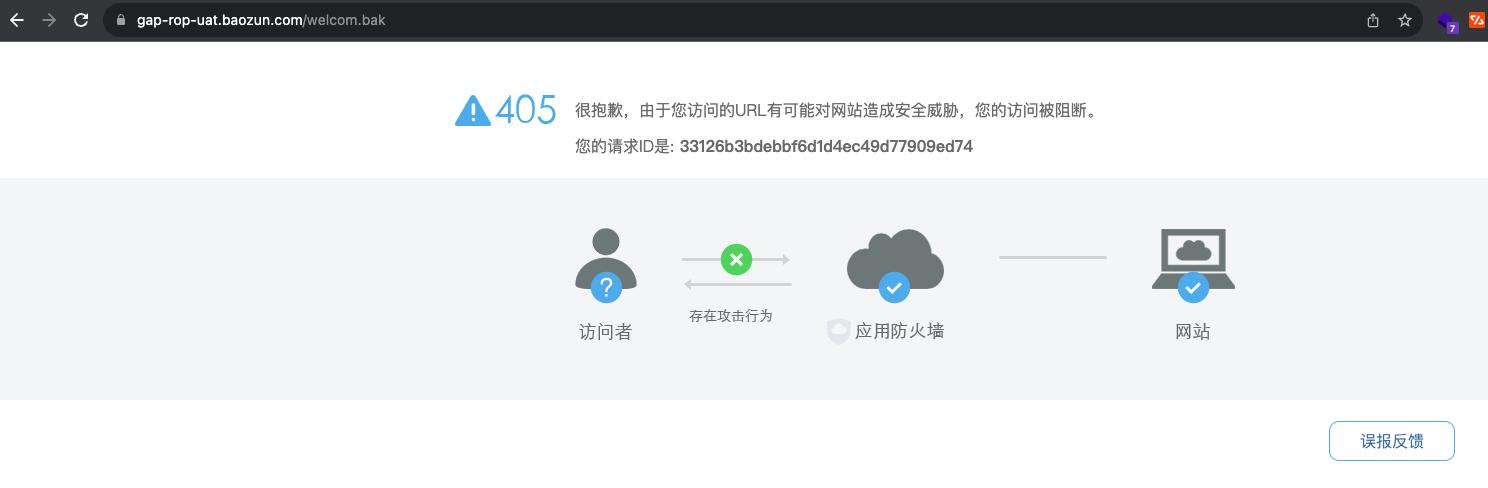 gap-rop-uat.baozun.com/welcom.bak
7
405
很抱歉，由于您访问的URL有可能对网站造成安全威胁，您的访问被阻断。
您的请求ID是: 33126b3bdebbf6d1d4ec49d77909ed74
?
存在攻击行为
访问者
应用防火墙
网站
误报反馈